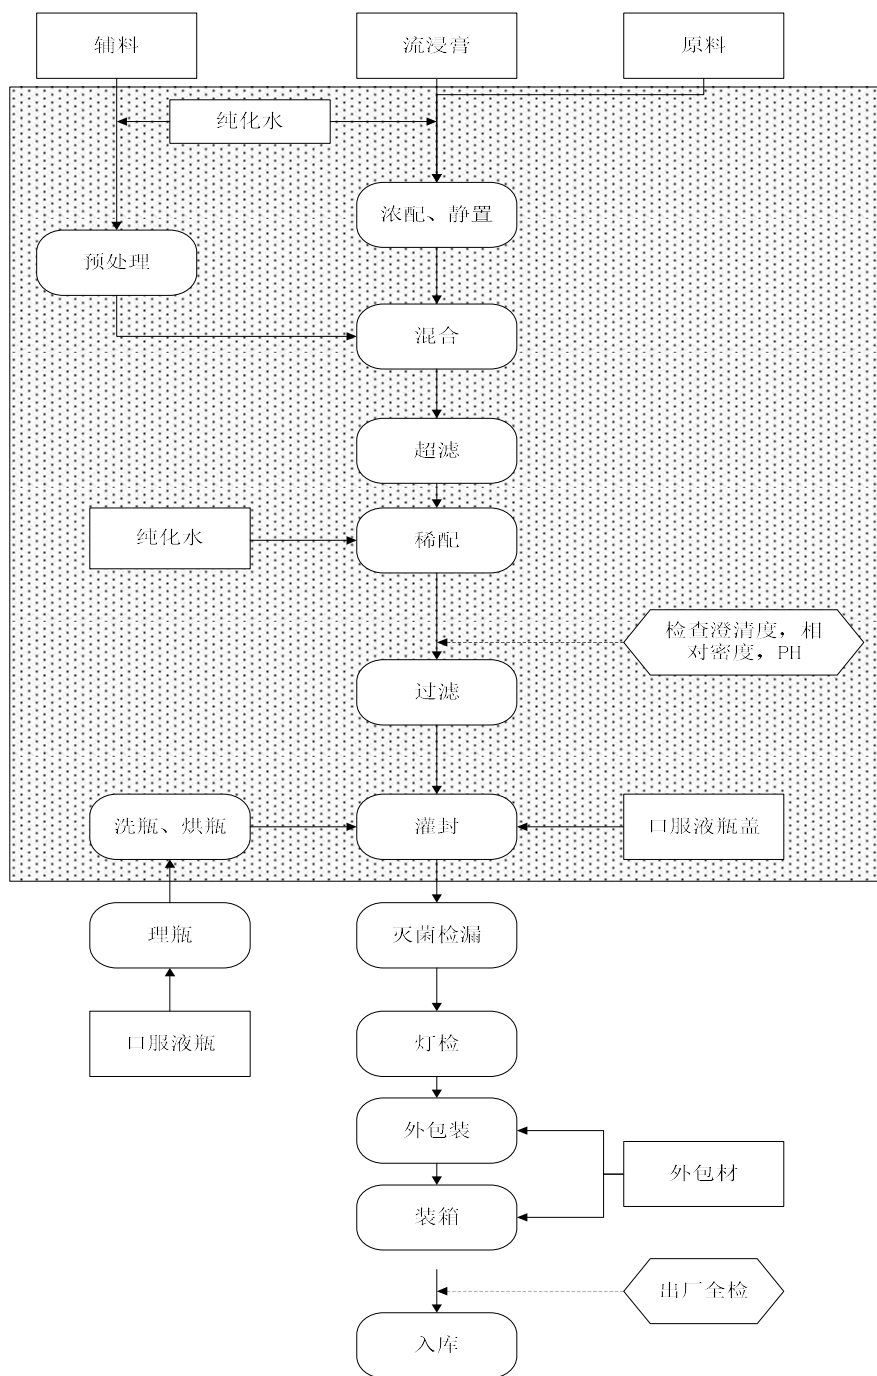 辅料
流浸膏
原料
纯化水
浓配、静置
预处理
混合
超滤
纯化水
稀配
检查澄清度，相
对密度，PH
过滤
洗瓶、烘瓶
灌封
口服液瓶盖
理瓶
灭菌检漏
口服液瓶
灯检
外包装
外包材
装箱
出厂全检
入库